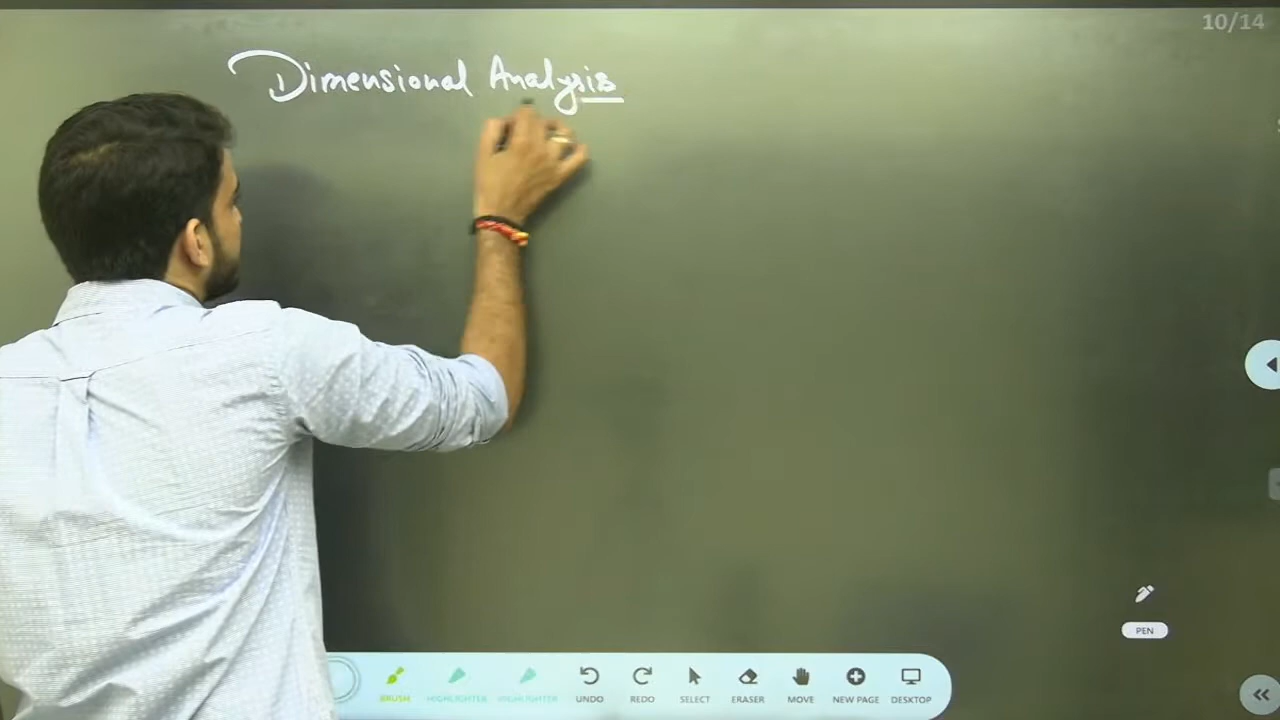 10/14
Dimensional Analysis
PEN
BRUSH HIGHLIGHTER HIGHLIGHTER UNDO REDO SELECT ERASER MOVE NEW PAGE DESKTOP